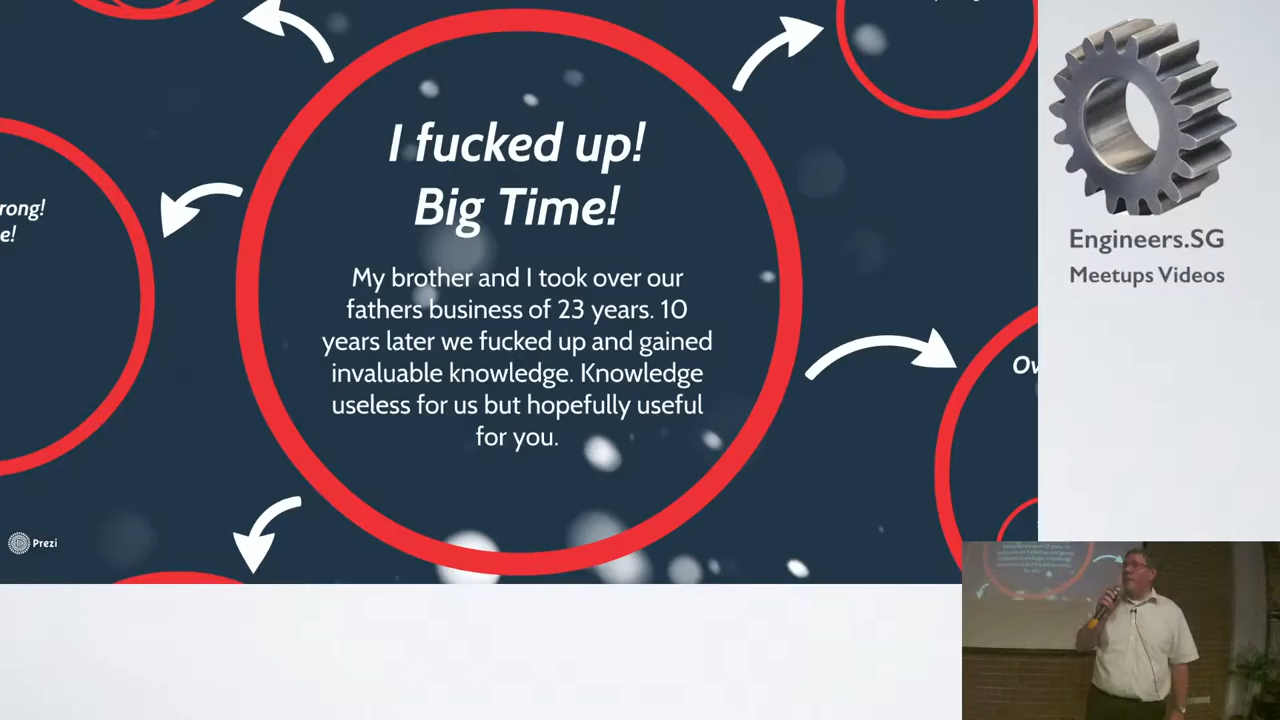 I fucked up!
Big Time!
My brother and I took over our
fathers business of 23 years. 10
years later we fucked up and gained
invaluable knowledge. Knowledge
useless for us but hopefully useful
for you.
rong!
e!
Ov
Prezi
Engineers.SG
Meetups Videos